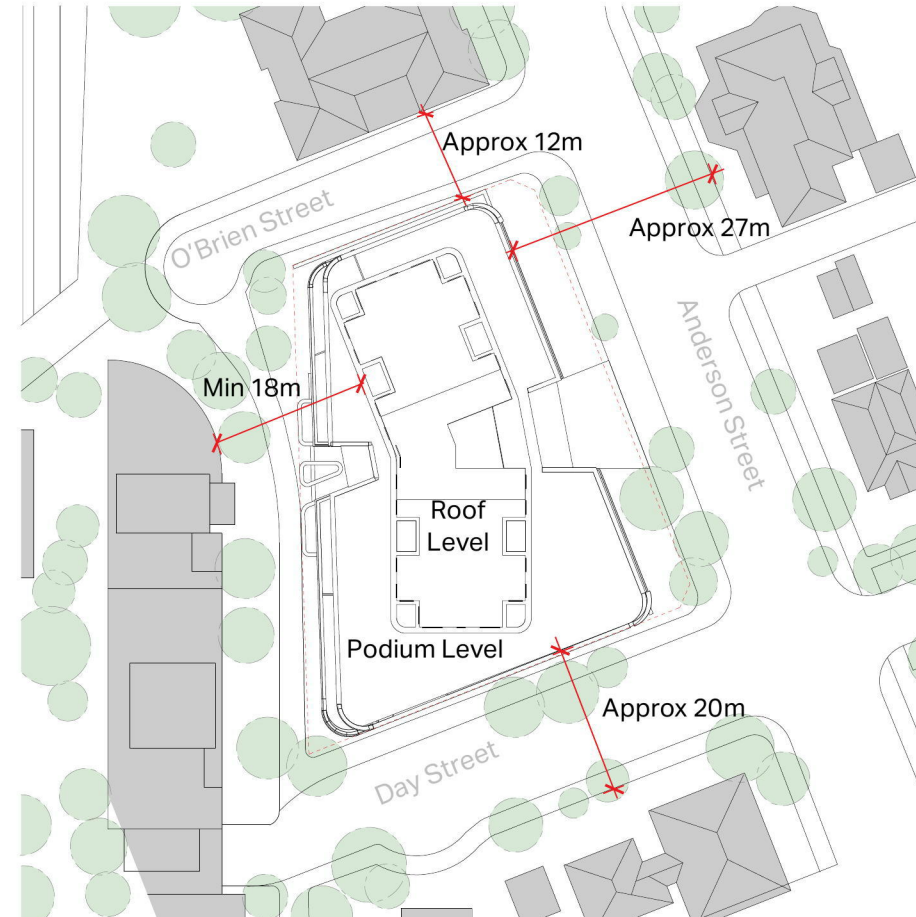 Approx 12m
O'Brien Street
Approx 27m
Anderson Street
Min 18m
Roof
Level
Podium Level
Approx 20m
Day Street